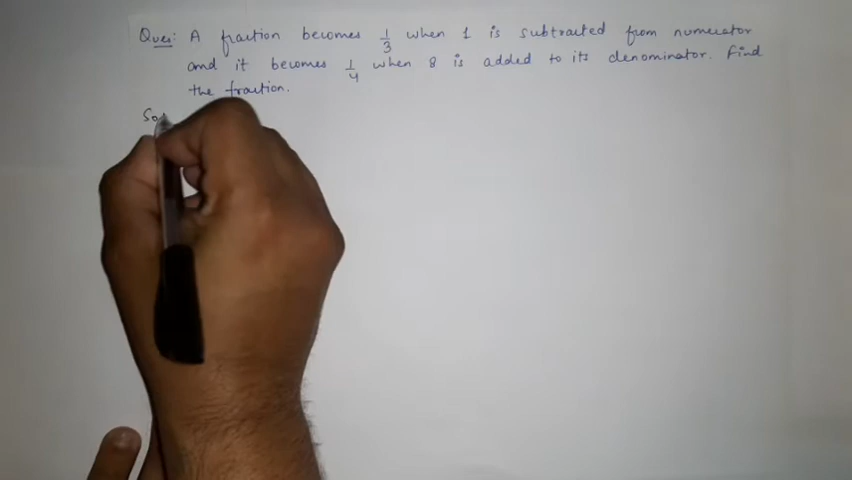 Ques: A fraction becomes 1/3 when 1 is subtracted from numerator
and it becomes 1/4 when 8 is added to its denominator. Find
the fraction.
So